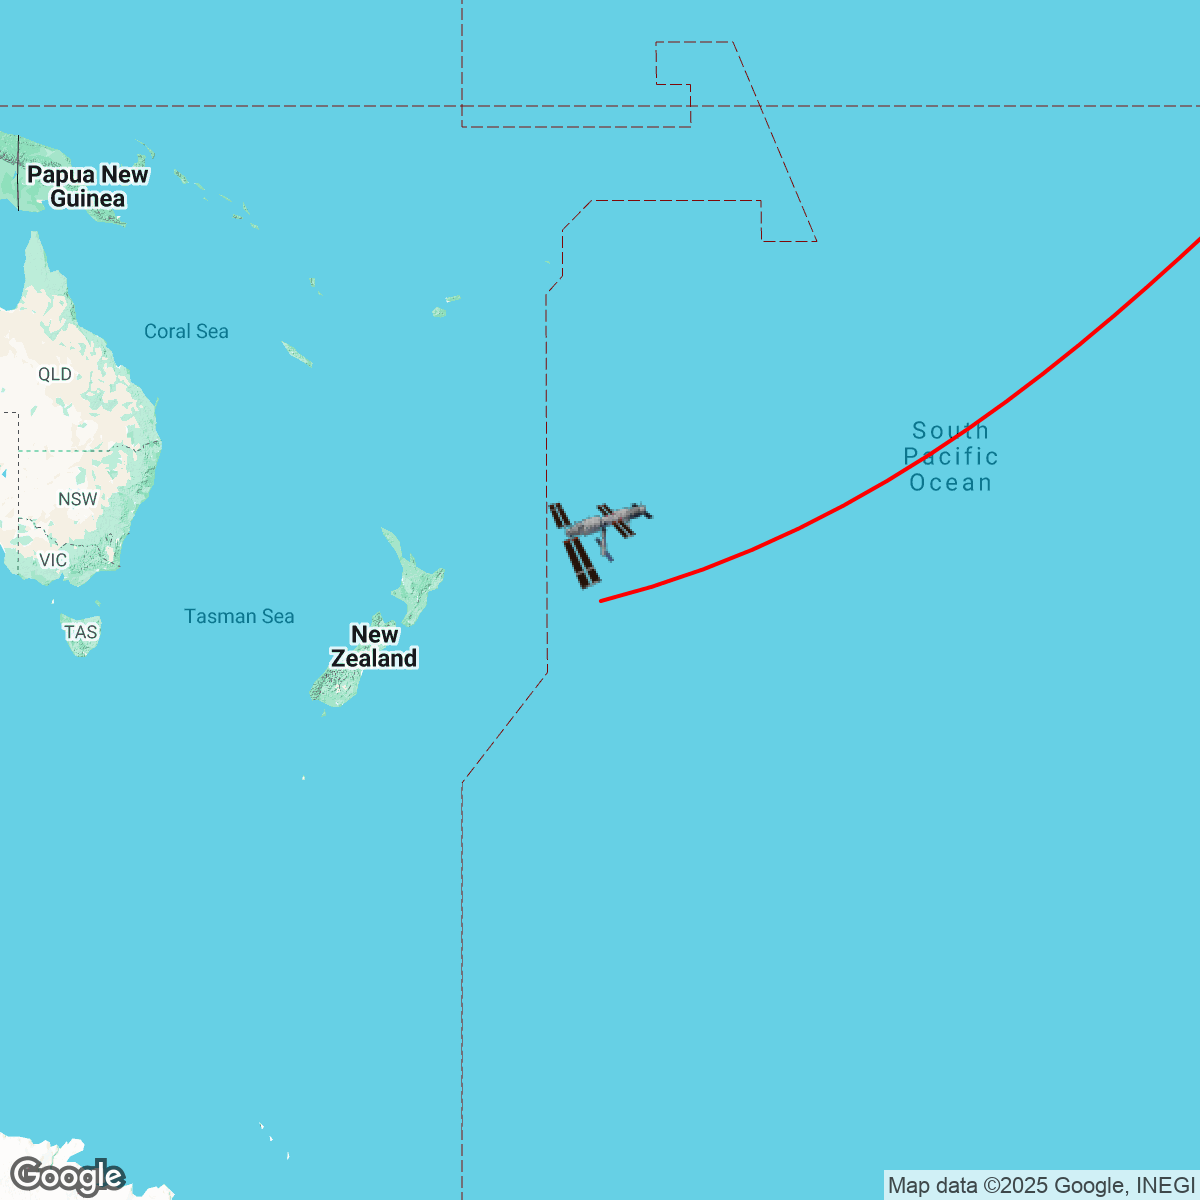 Papua New
Guinea
Coral Sea
QLD
South
Pacific
Ocean
NSW
VIC
Tasman Sea
TAS
New
Zealand
Google
Map data ©2025 Google, INEGI